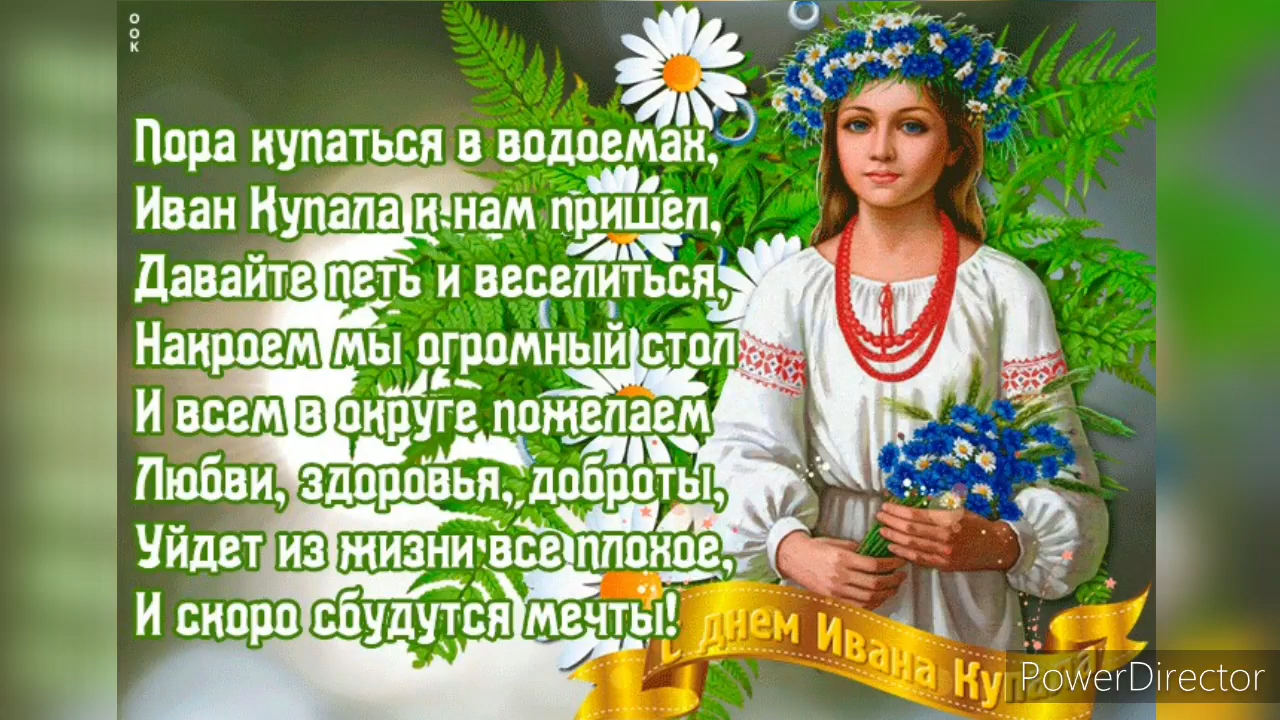 ООК
Пора купаться в водоемах,
Иван Купала к нам пришел,
Давайте петь и веселиться,
Накроем мы огромный стол
И всем в округе пожелаем
Любви, здоровья, доброты,
Уйдет из жизни все плохое,
И скоро сбудутся мечты!
С днем Ивана Купала
PowerDirector